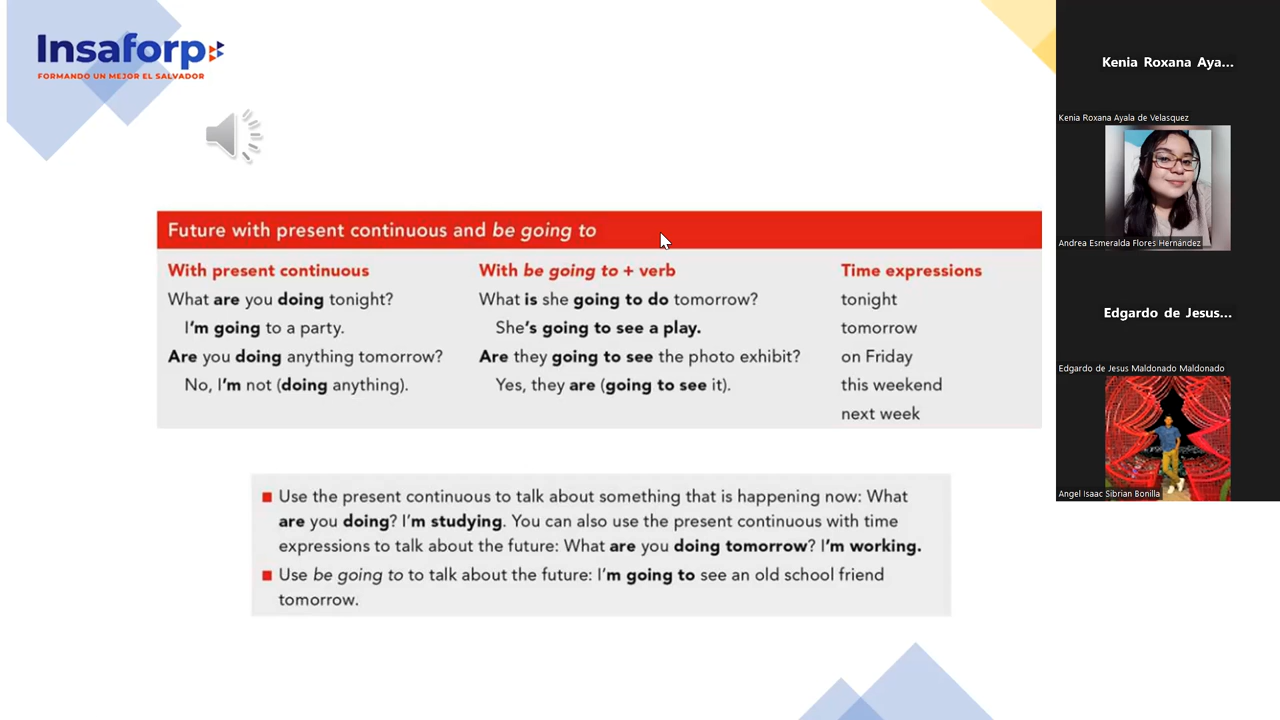 Insaforp
FORMANDO UN MEJOR EL SALVADOR
Future with present continuous and be going to
With present continuous
What are you doing tonight?
I'm going to a party.
Are you doing anything tomorrow?
No, I'm not (doing anything).
With be going to + verb
What is she going to do tomorrow?
She's going to see a play.
Are they going to see the photo exhibit?
Yes, they are (going to see it).
Time expressions
tonight
tomorrow
on Friday
this weekend
next week
Use the present continuous to talk about something that is happening now: What
are you doing? I'm studying. You can also use the present continuous with time
expressions to talk about the future: What are you doing tomorrow? I'm working.
Use be going to to talk about the future: I'm going to see an old school friend
tomorrow.
Kenia Roxana Aya...
Kenia Roxana Ayala de Velasquez
Andrea Esmeralda Flores Hernández
Edgardo de Jesus...
Edgardo de Jesus Maldonado Maldonado
Angel Isaac Sibrian Bonilla